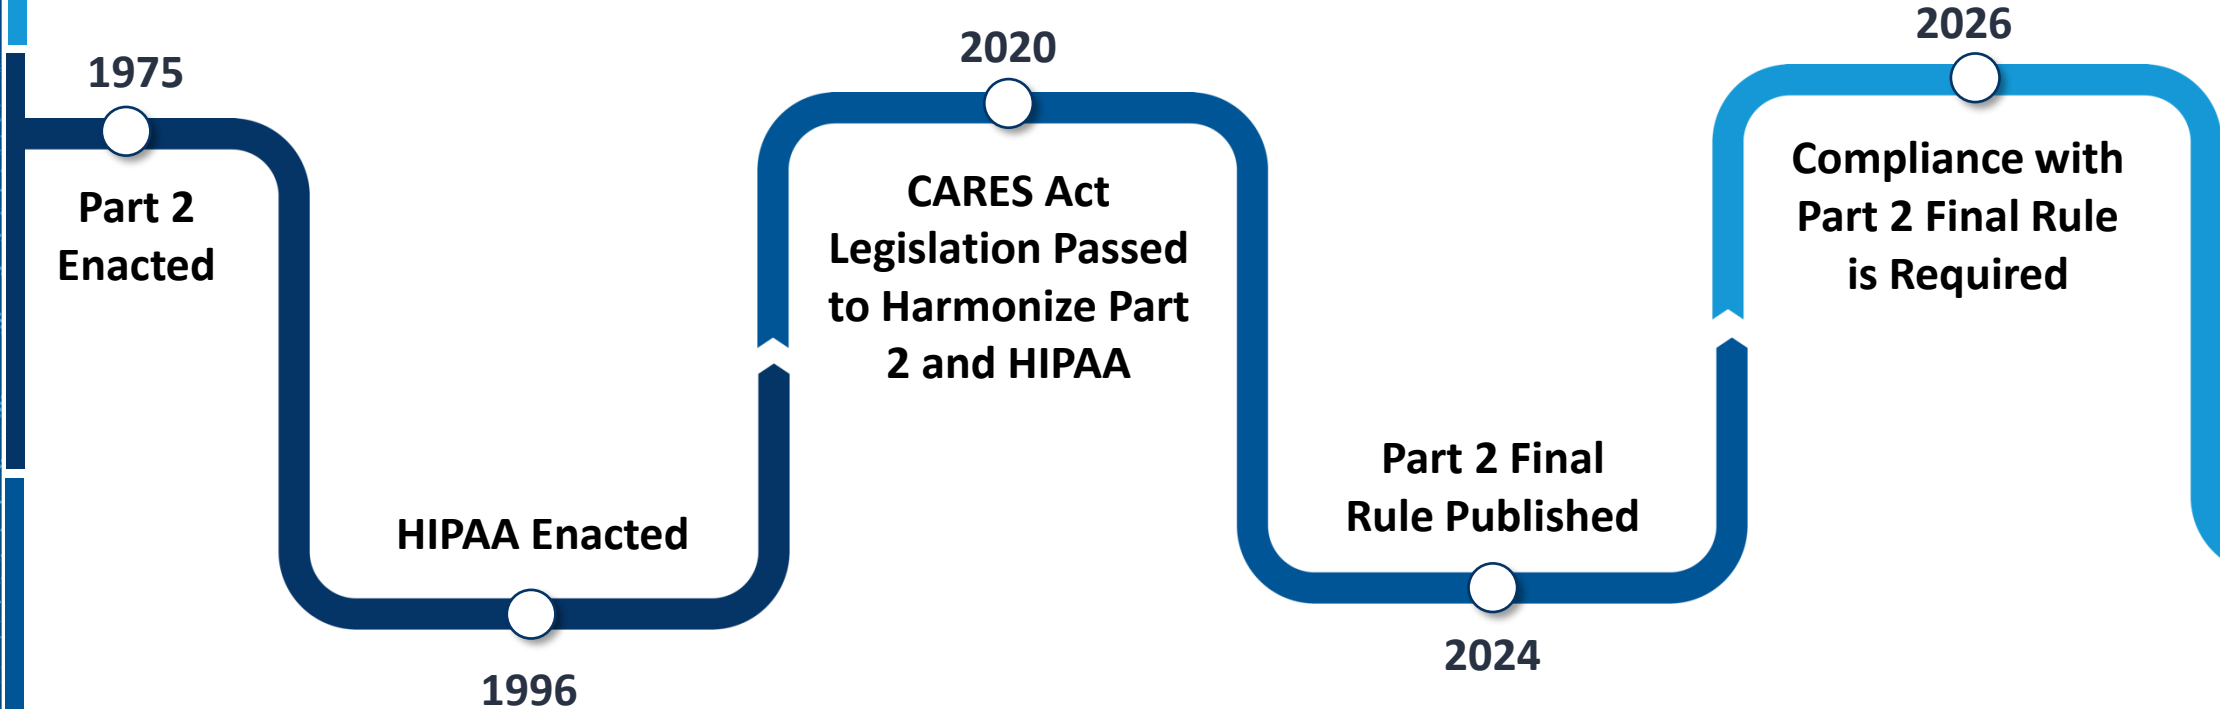 1975
Part 2
Enacted
HIPAA Enacted
1996
2020
CARES Act
Legislation Passed
to Harmonize Part
2 and HIPAA
Part 2 Final
Rule Published
2024
2026
Compliance with
Part 2 Final Rule
is Required